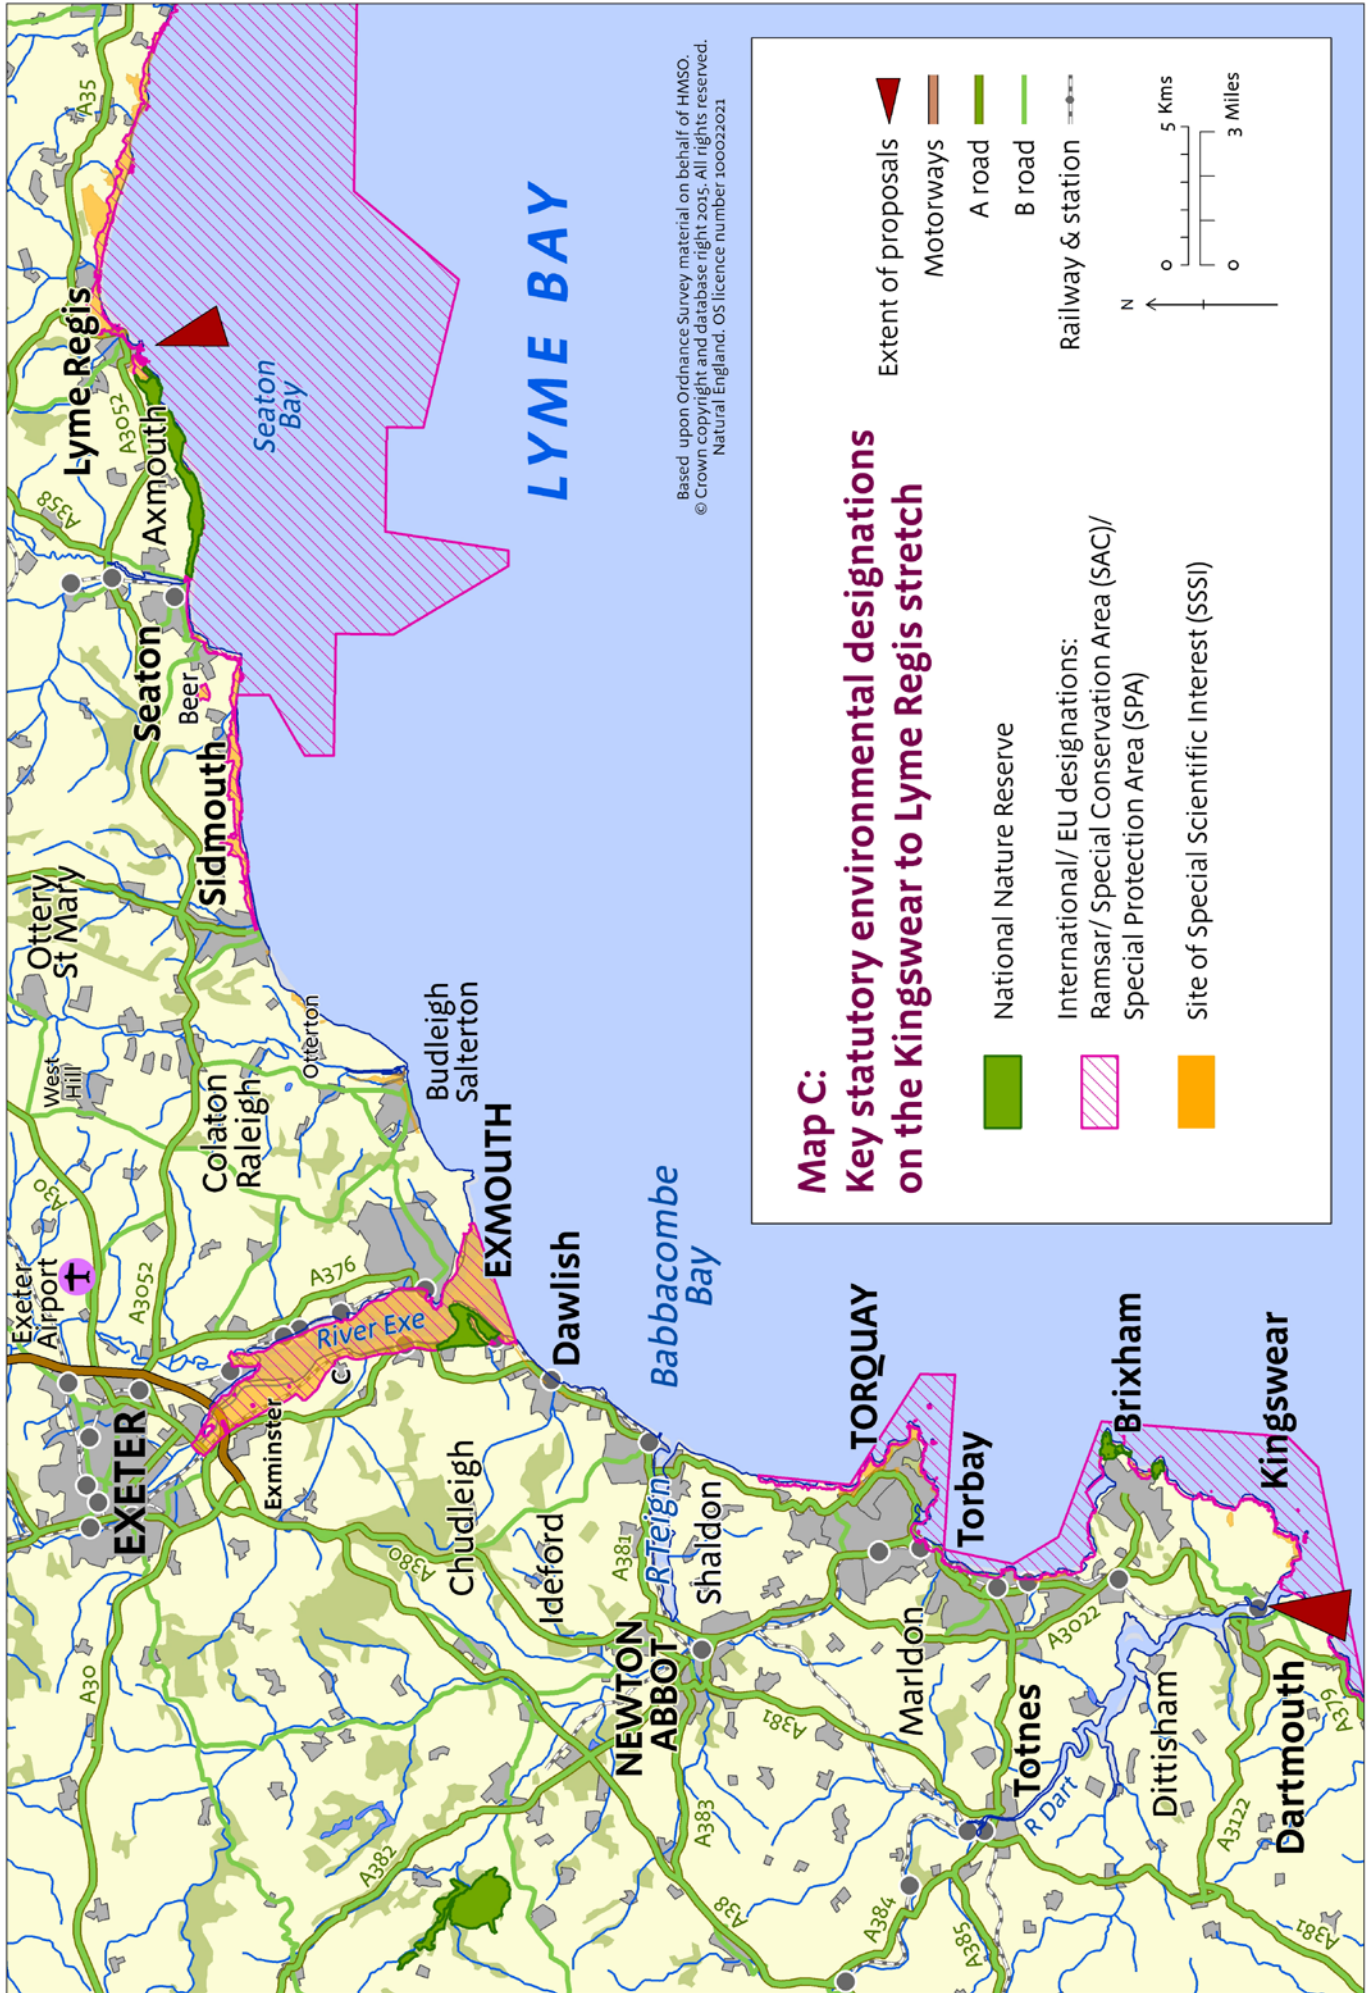 Ottery
St Mary
West
Hill
Exeter
Airport
A30
A3052
EXETER
A30
Exminster
C
River Exe
A376
Colaton
Raleigh
Otterton
Budleigh
Salterton
EXMOUTH
Sidmouth
Beer
Seaton
Axmouth
A358
A3052
Lyme Regis
A35
Seaton
Bay
LYME BAY
Dawlish
Babbacombe
Bay
Chudleigh
Ideford
A380
A381
R Teign
Shaldon
NEWTON
ABBOT
A382
A383
A38
A381
A384
A385
Marldon
TORQUAY
Torbay
Totnes
R Dart
A3022
Brixham
Dittisham
Kingswear
A3122
Dartmouth
A379
A381
Based upon Ordnance Survey material on behalf of HMSO.
© Crown copyright and database right 2015. All rights reserved.
Natural England. OS licence number 100022021
Map C:
Key statutory environmental designations
on the Kingswear to Lyme Regis stretch
National Nature Reserve
International/ EU designations:
Ramsar/ Special Conservation Area (SAC)/
Special Protection Area (SPA)
Site of Special Scientific Interest (SSSI)
Extent of proposals
Motorways
A road
B road
Railway & station
N
0 5 Kms
0 3 Miles